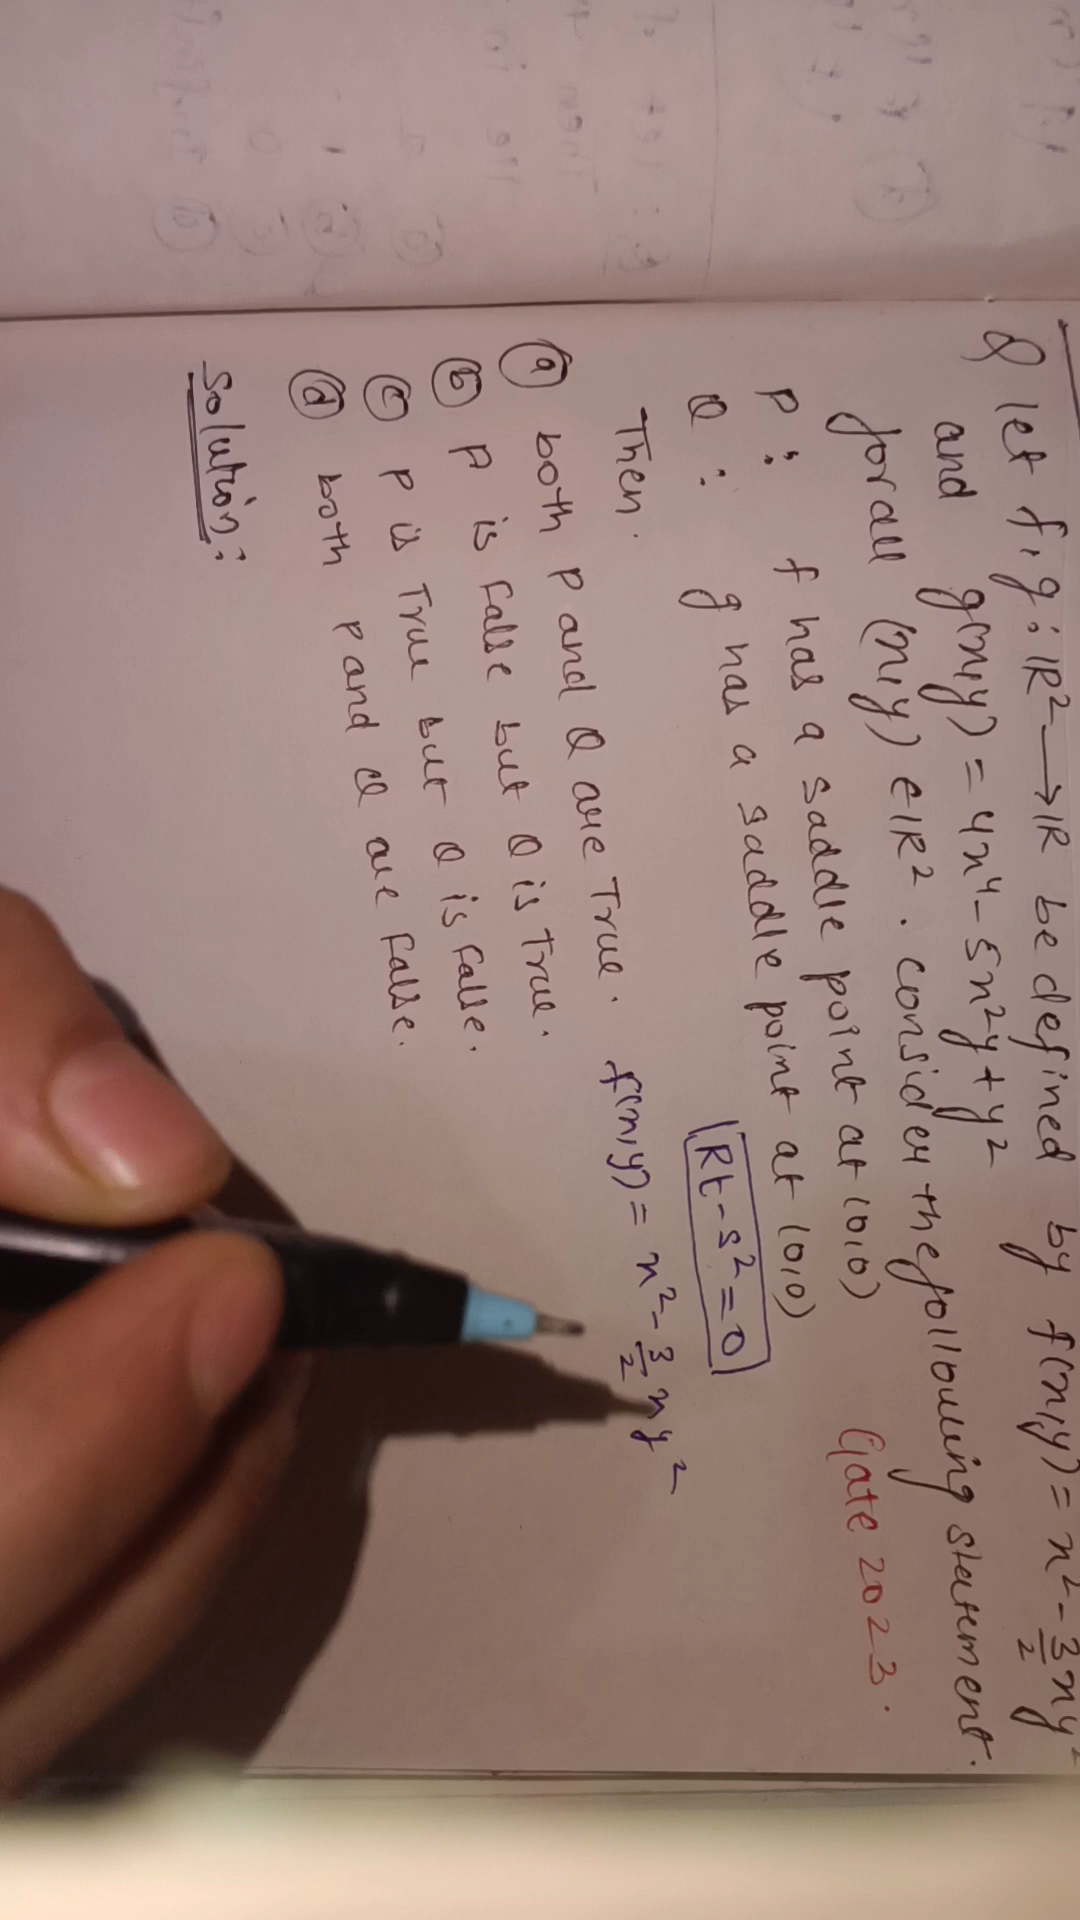 Q let f, g : IR² → IR be defined by f(x,y) = x² - 3/2 xy²
and g(x,y) = 4x⁴ - 5x²y + y²
for all (x,y) ∈ IR². consider the following statement.
P : f has a saddle point at (0,0)
Gate 2023.
Q : g has a saddle point at (0,0)
Then.
Rt - s² = 0
(a) both P and Q are True.
f(x,y) = x² - 3/2 xy²
(b) P is False but Q is True.
(c) P is True but Q is False.
(d) both P and Q are False.
Solution: